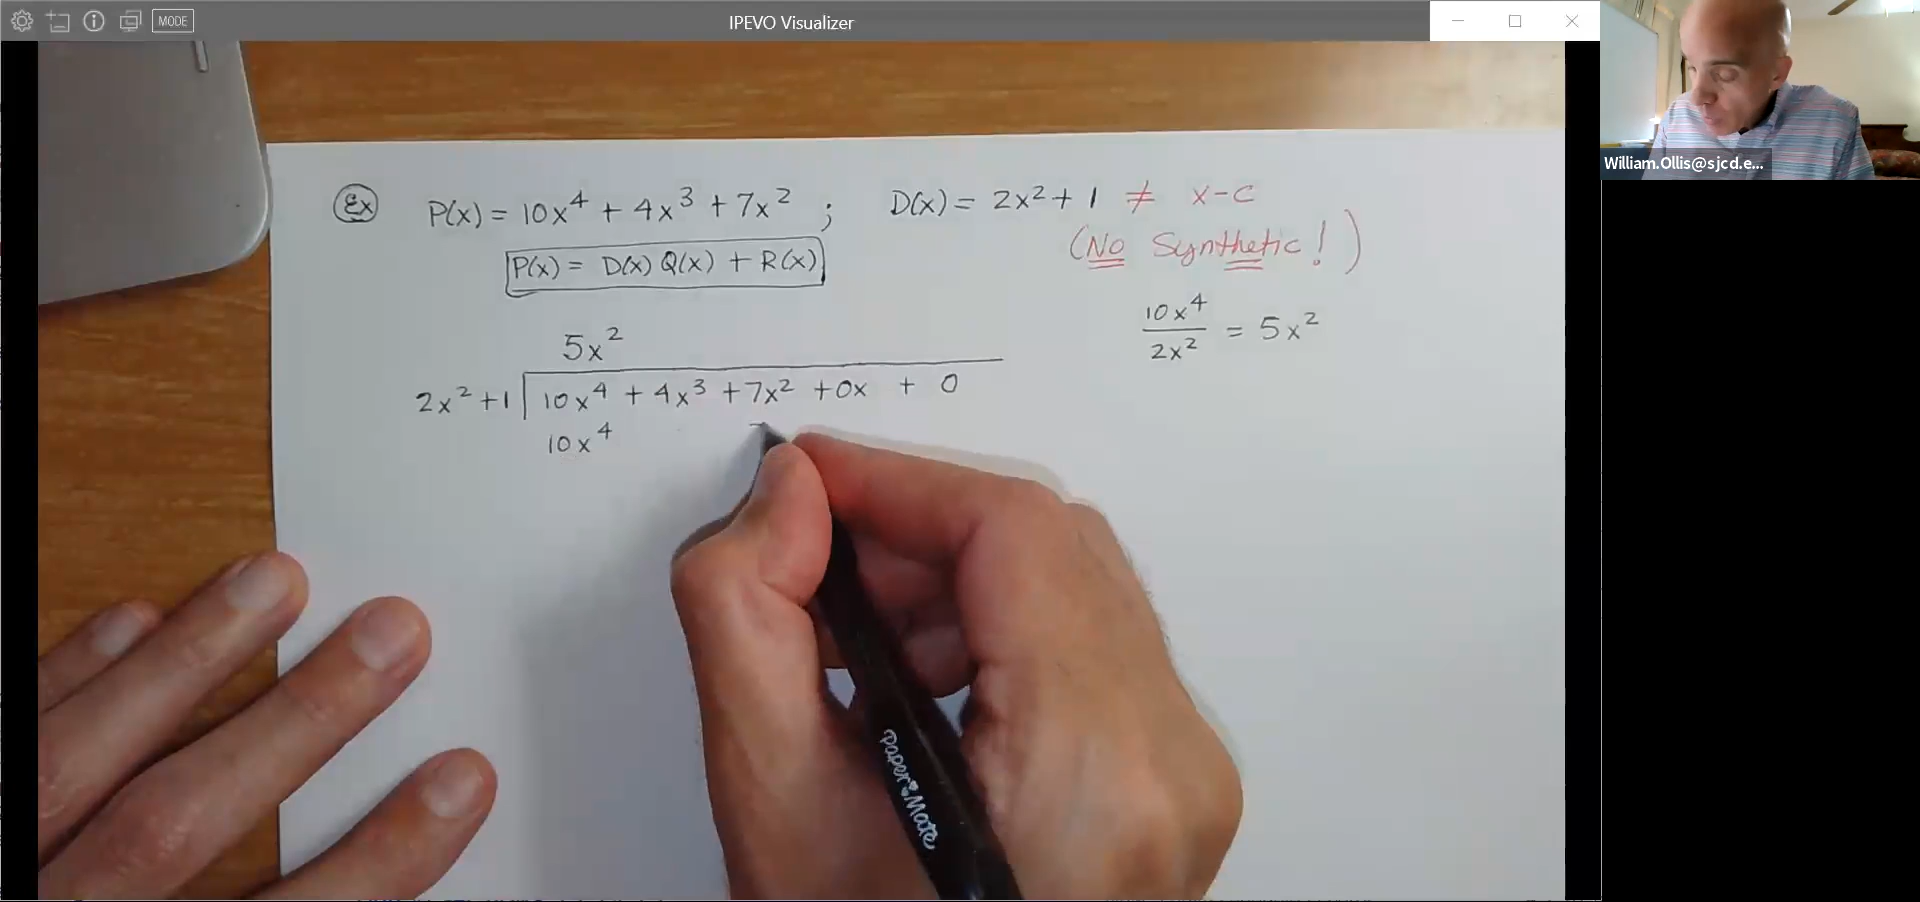 MODE
IPEVO Visualizer
Ex P(x) = 10x⁴ + 4x³ + 7x² ; D(x) = 2x² + 1 ≠ x-c
(No Synthetic!)
P(x) = D(x) Q(x) + R(x)
10x⁴/2x² = 5x²
5x²
2x² + 1 10x⁴ + 4x³ + 7x² + 0x + 0
10x⁴
Paper Mate
William.Ollis@sjcd.e...